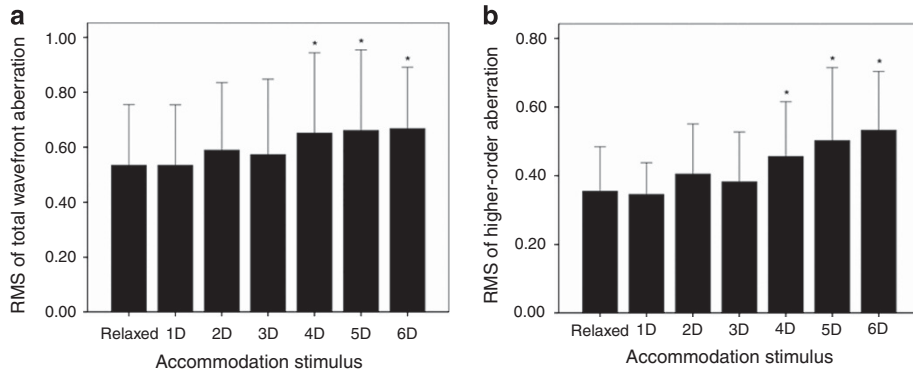 a
1.00
0.80
0.60
0.40
0.20
0.00
RMS of total wavefront aberration
* * *
Relaxed 1D 2D 3D 4D 5D 6D
Accommodation stimulus
b
0.80
0.60
0.40
0.20
0.00
RMS of higher-order aberration
* * *
Relaxed 1D 2D 3D 4D 5D 6D
Accommodation stimulus